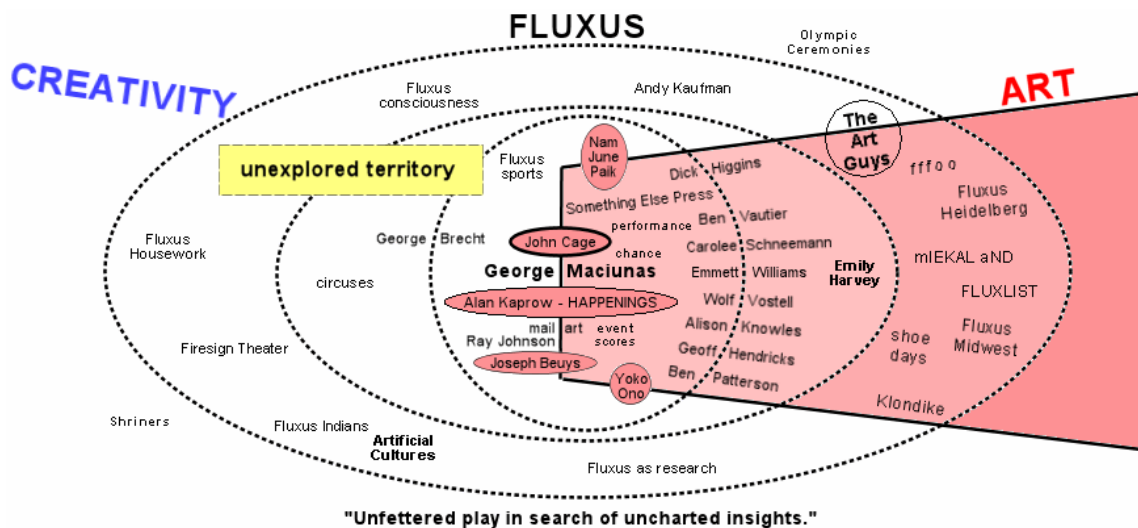 FLUXUS
Olympic
Ceremonies
CREATIVITY
ART
Fluxus
consciousness
Andy Kaufman
The
Art
Guys
Nam
June
Paik
unexplored territory
Fluxus
sports
Dick Higgins
fffoo
Something Else Press
Fluxus
Heidelberg
performance
Ben Vautier
Fluxus
Housework
George Brecht
John Cage
chance
Carolee Schneemann
mIEKAL aND
George Maciunas
Emmett Williams
Emily
Harvey
circuses
FLUXLIST
Alan Kaprow - HAPPENINGS
Wolf Vostell
mail art
Ray Johnson
event
scores
Alison Knowles
shoe
days
Fluxus
Midwest
Firesign Theater
Joseph Beuys
Geoff Hendricks
Yoko
Ono
Ben Patterson
Klondike
Shriners
Fluxus Indians
Artificial
Cultures
Fluxus as research
"Unfettered play in search of uncharted insights."